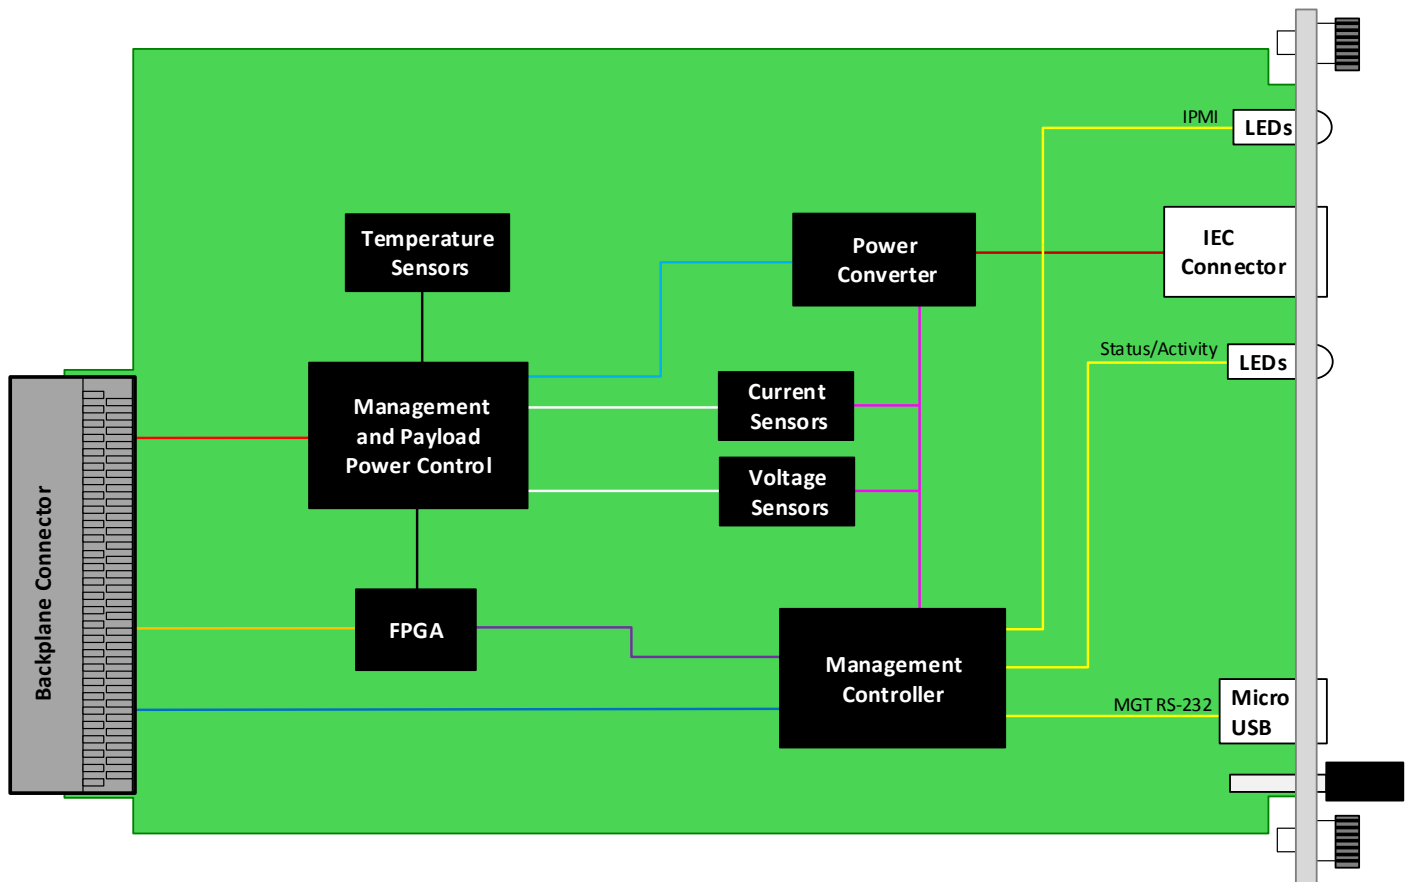 IPMI
LEDs
Temperature
Sensors
Power
Converter
IEC
Connector
Status/Activity
LEDs
Management
and Payload
Power Control
Current
Sensors
Voltage
Sensors
Backplane Connector
FPGA
Management
Controller
MGT RS-232
Micro
USB